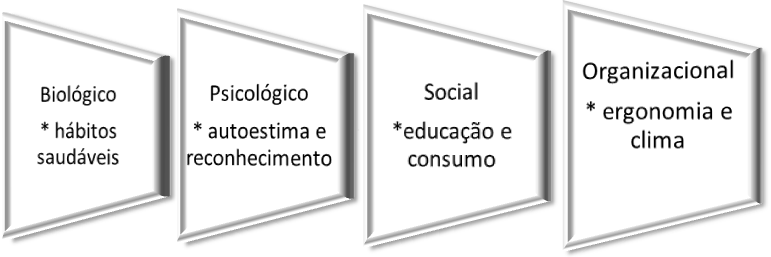 Biológico
* hábitos
saudáveis
Psicológico
* autoestima e
reconhecimento
Social
*educação e
consumo
Organizacional
* ergonomia e
clima